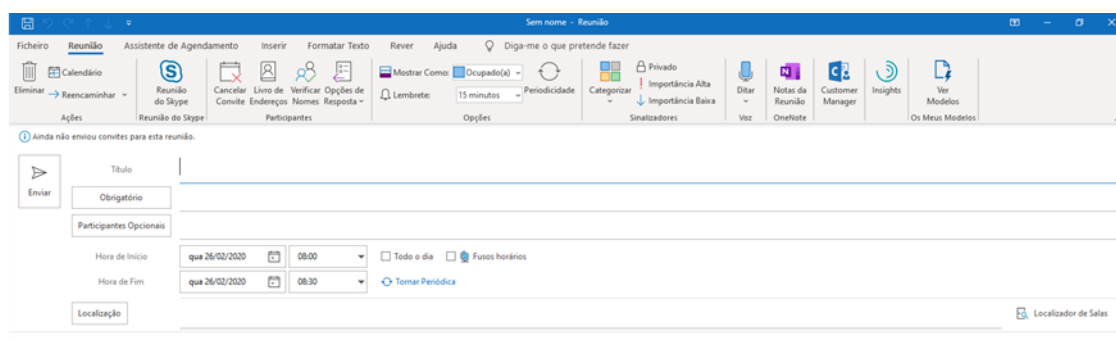 Sem nome - Reunião
Ficheiro Reunião Assistente de Agendamento Inserir Formatar Texto Rever Ajuda Diga-me o que pretende fazer
Eliminar
Calendário
Reencaminhar
Ações
Reunião
do Skype
Reunião do Skype
Cancelar
Convite
Livro de
Endereços
Verificar
Nomes
Opções de
Resposta
Participantes
Mostrar Como: Ocupado(a)
Lembrete: 15 minutos
Periodicidade
Opções
Categorizar
Privado
Importância Alta
Importância Baixa
Sinalizadores
Ditar
Voz
Notas da
Reunião
OneNote
Customer
Manager
Insights
Ver
Modelos
Os Meus Modelos
Ainda não enviou convites para esta reunião.
Enviar
Título
Obrigatório
Participantes Opcionais
Hora de Início qua 26/02/2020 08:00 Todo o dia Fusos horários
Hora de Fim qua 26/02/2020 08:30 Tornar Periódica
Localização Localizador de Salas